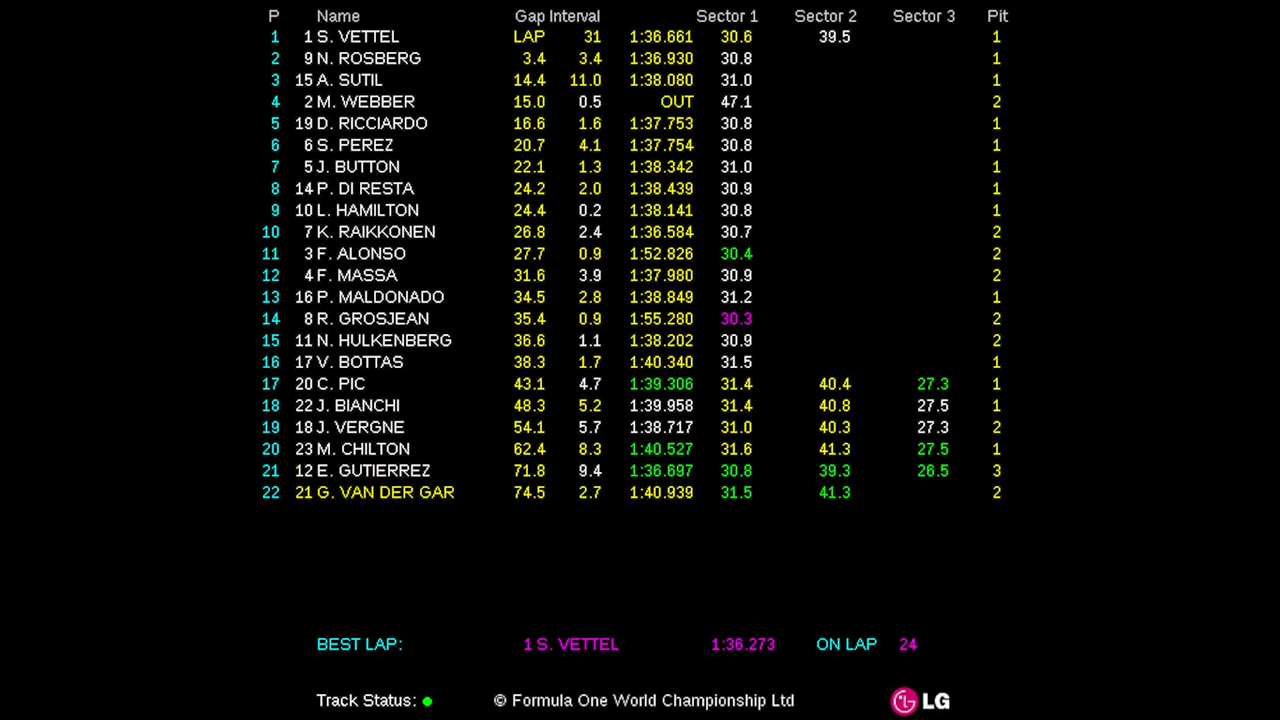 P Name Gap Interval Sector 1 Sector 2 Sector 3 Pit
1 1 S. VETTEL LAP 31 1:36.661 30.6 39.5 1
2 9 N. ROSBERG 3.4 3.4 1:36.930 30.8 1
3 15 A. SUTIL 14.4 11.0 1:38.080 31.0 1
4 2 M. WEBBER 15.0 0.5 OUT 47.1 2
5 19 D. RICCIARDO 16.6 1.6 1:37.753 30.8 1
6 6 S. PEREZ 20.7 4.1 1:37.754 30.8 1
7 5 J. BUTTON 22.1 1.3 1:38.342 31.0 1
8 14 P. DI RESTA 24.2 2.0 1:38.439 30.9 1
9 10 L. HAMILTON 24.4 0.2 1:38.141 30.8 1
10 7 K. RAIKKONEN 26.8 2.4 1:36.584 30.7 2
11 3 F. ALONSO 27.7 0.9 1:52.826 30.4 2
12 4 F. MASSA 31.6 3.9 1:37.980 30.9 2
13 16 P. MALDONADO 34.5 2.8 1:38.849 31.2 1
14 8 R. GROSJEAN 35.4 0.9 1:55.280 30.3 2
15 11 N. HULKENBERG 36.6 1.1 1:38.202 30.9 2
16 17 V. BOTTAS 38.3 1.7 1:40.340 31.5 1
17 20 C. PIC 43.1 4.7 1:39.306 31.4 40.4 27.3 1
18 22 J. BIANCHI 48.3 5.2 1:39.958 31.4 40.8 27.5 1
19 18 J. VERGNE 54.1 5.7 1:38.717 31.0 40.3 27.3 2
20 23 M. CHILTON 62.4 8.3 1:40.527 31.6 41.3 27.5 1
21 12 E. GUTIERREZ 71.8 9.4 1:36.697 30.8 39.3 26.5 3
22 21 G. VAN DER GAR 74.5 2.7 1:40.939 31.5 41.3 2
BEST LAP: 1 S. VETTEL 1:36.273 ON LAP 24
Track Status: © Formula One World Championship Ltd LG